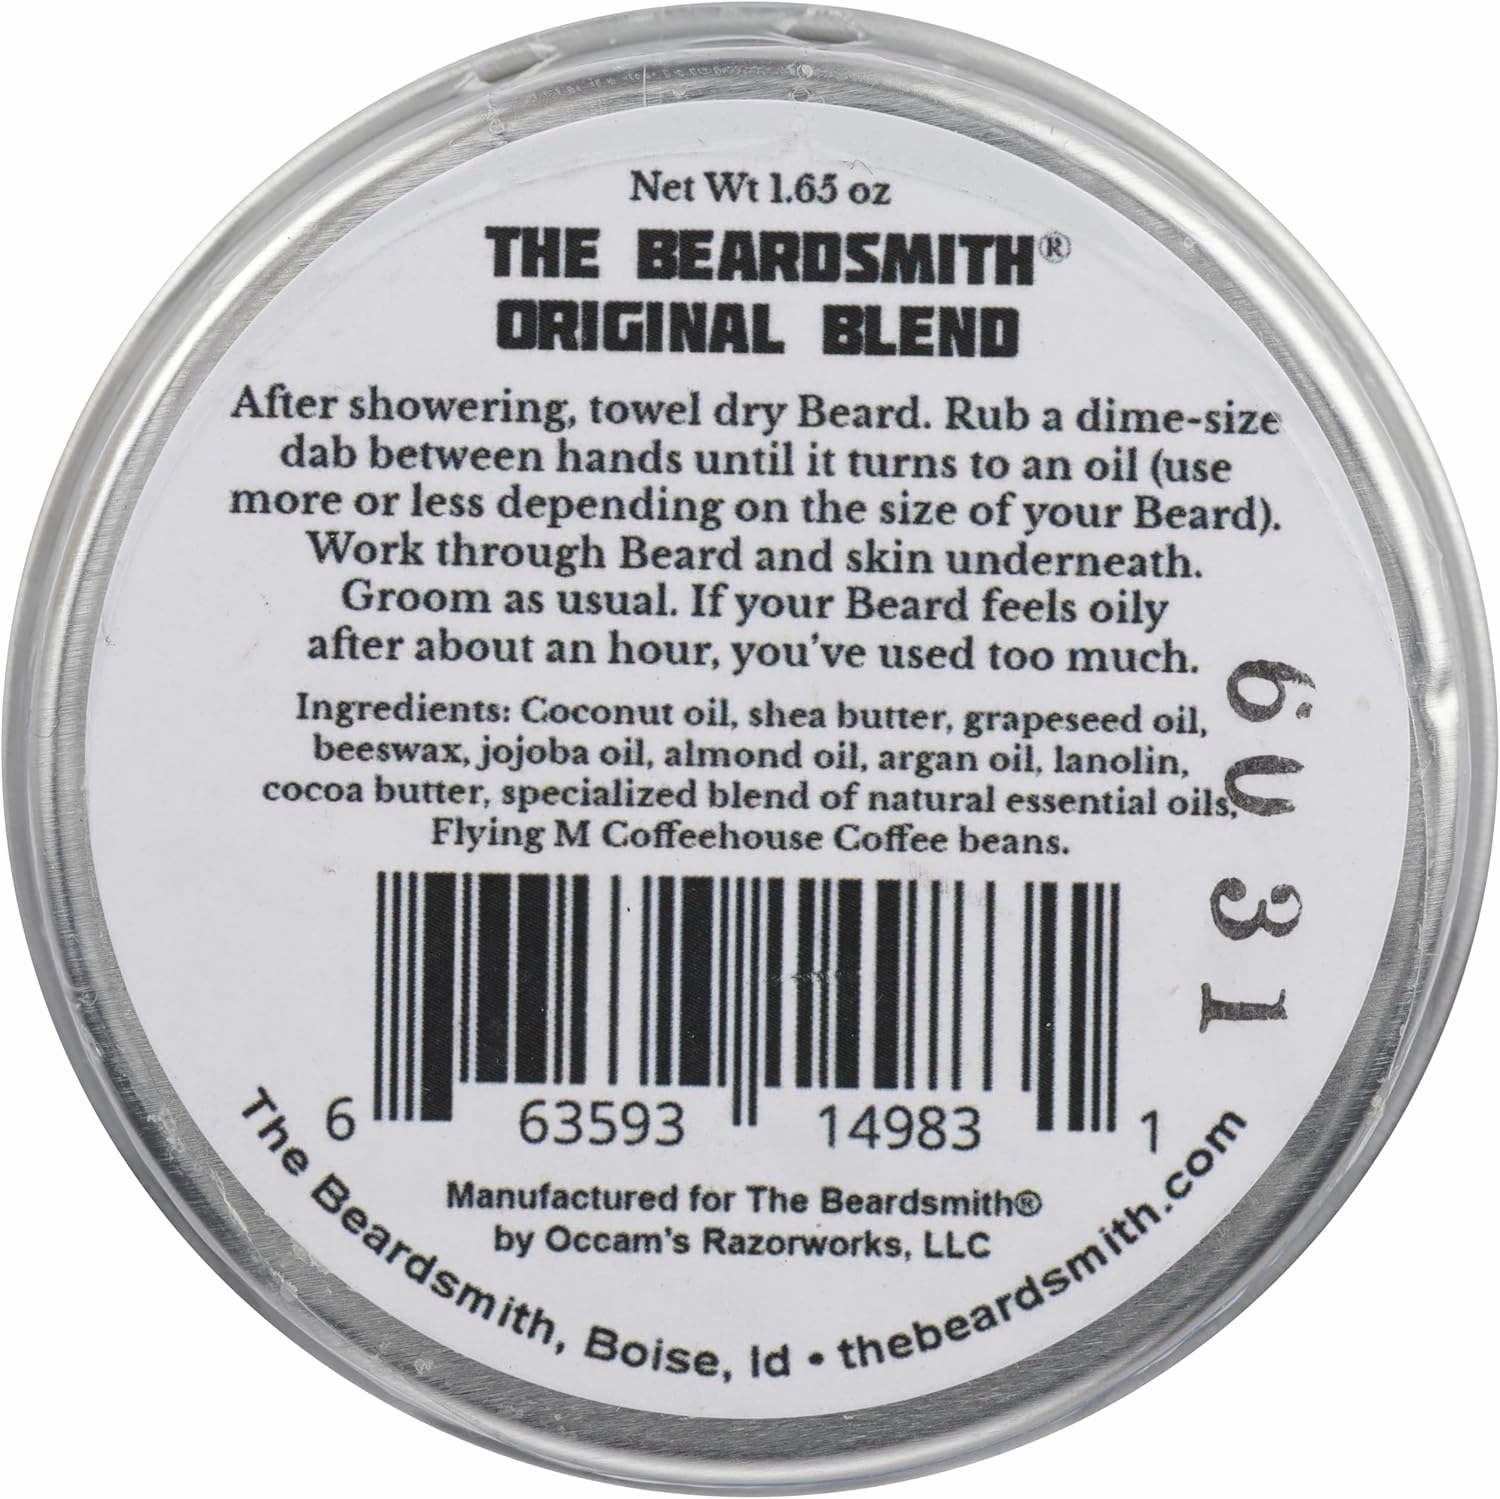 Net Wt 1.65 oz
THE BEARDSMITH®
ORIGINAL BLEND
After showering, towel dry Beard. Rub a dime-size
dab between hands until it turns to an oil (use
more or less depending on the size of your Beard).
Work through Beard and skin underneath.
Groom as usual. If your Beard feels oily
after about an hour, you've used too much.
Ingredients: Coconut oil, shea butter, grapeseed oil,
beeswax, jojoba oil, almond oil, argan oil, lanolin,
cocoa butter, specialized blend of natural essential oils,
Flying M Coffeehouse Coffee beans.
6031
6 63593 14983 1
Manufactured for The Beardsmith®
by Occam's Razorworks, LLC
The Beardsmith, Boise, Id • thebeardsmith.com